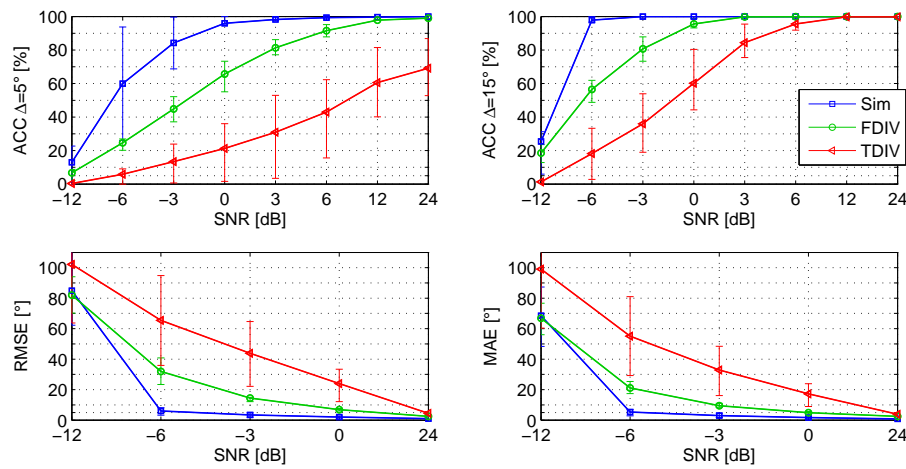 ACC Δ=5° [%]
100
80
60
40
20
0
−12 −6 −3 0 3 6 12 24
SNR [dB]
ACC Δ=15° [%]
100
80
60
40
20
0
−12 −6 −3 0 3 6 12 24
SNR [dB]
Sim
FDIV
TDIV
RMSE [°]
100
80
60
40
20
0
−12 −6 −3 0 24
SNR [dB]
MAE [°]
100
80
60
40
20
0
−12 −6 −3 0 24
SNR [dB]